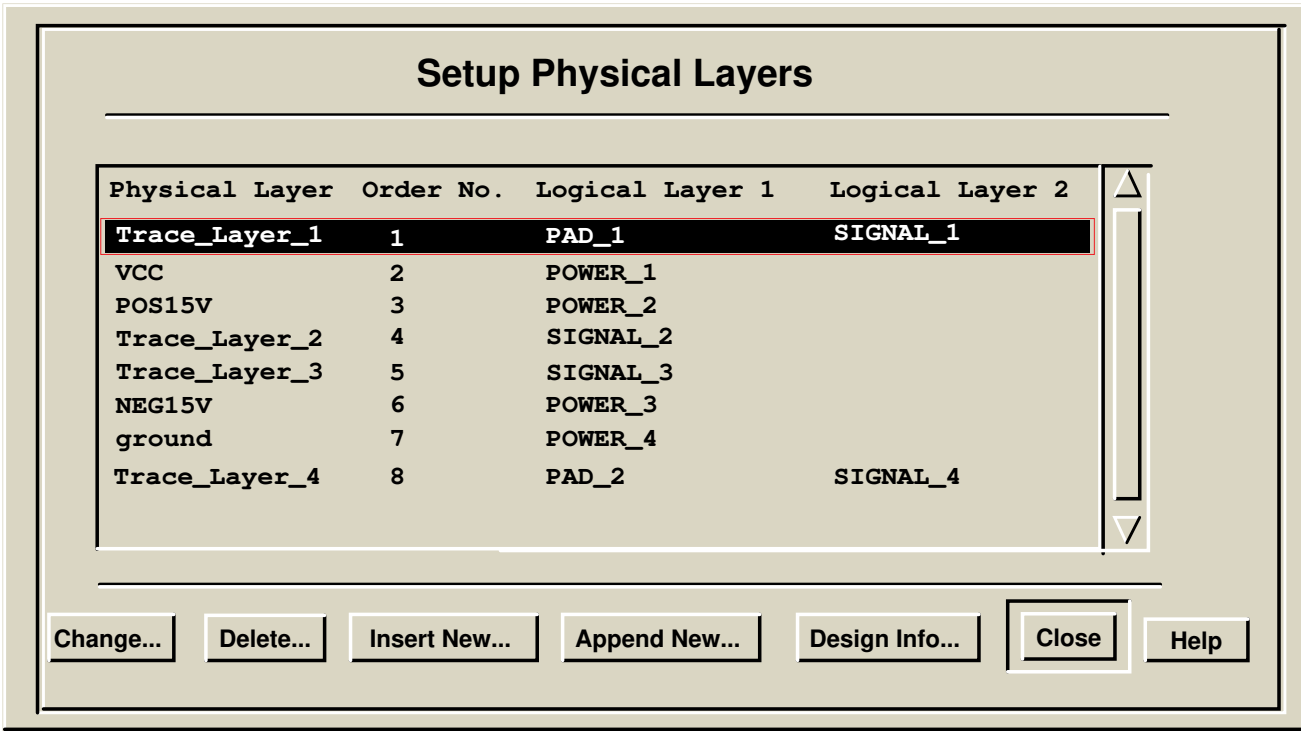 Setup Physical Layers
Physical Layer Order No. Logical Layer 1 Logical Layer 2
Trace_Layer_1 1 PAD_1 SIGNAL_1
VCC 2 POWER_1
POS15V 3 POWER_2
Trace_Layer_2 4 SIGNAL_2
Trace_Layer_3 5 SIGNAL_3
NEG15V 6 POWER_3
ground 7 POWER_4
Trace_Layer_4 8 PAD_2 SIGNAL_4
Change... Delete... Insert New... Append New... Design Info... Close Help